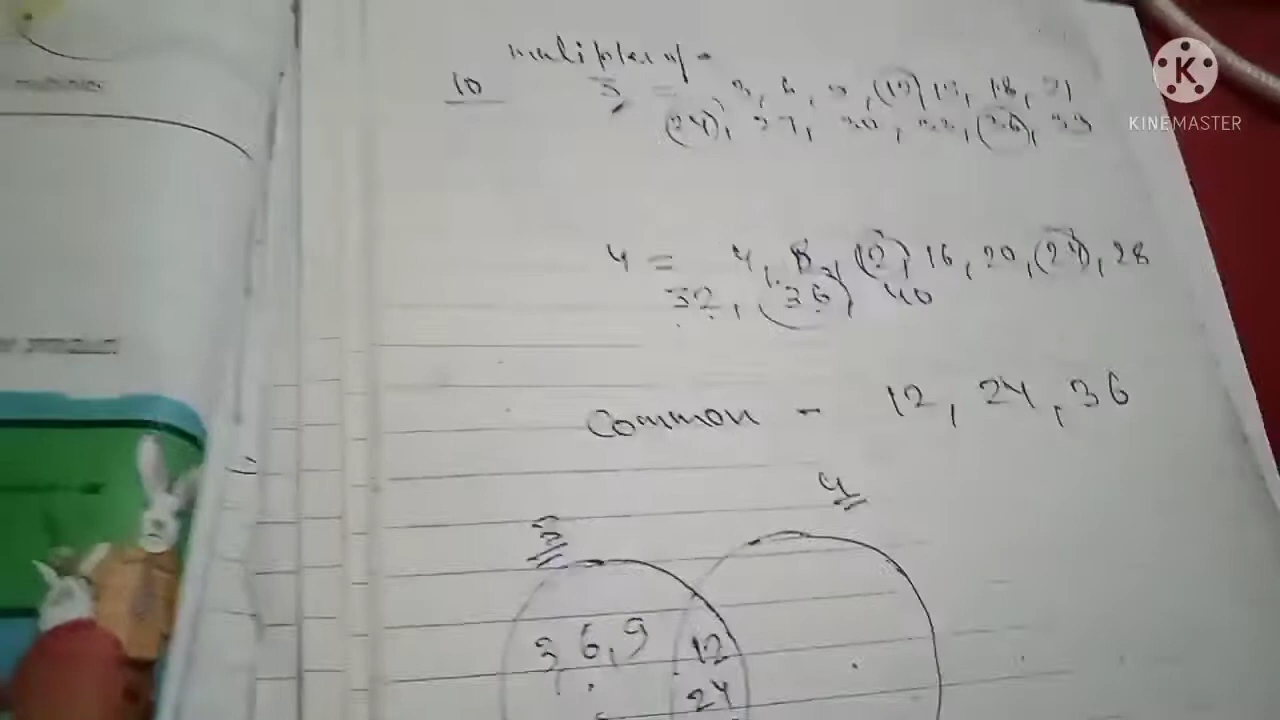 10 multiples of -
3 = 3, 6, 9, (12) 15, 18, 21
(24), 27, 30, 33, (36), 39
4 = 4, 8, (12), 16, 20, (24), 28
32, (36) 40
Common - 12, 24, 36
3 4
3 6, 9 12
24
KINEMASTER